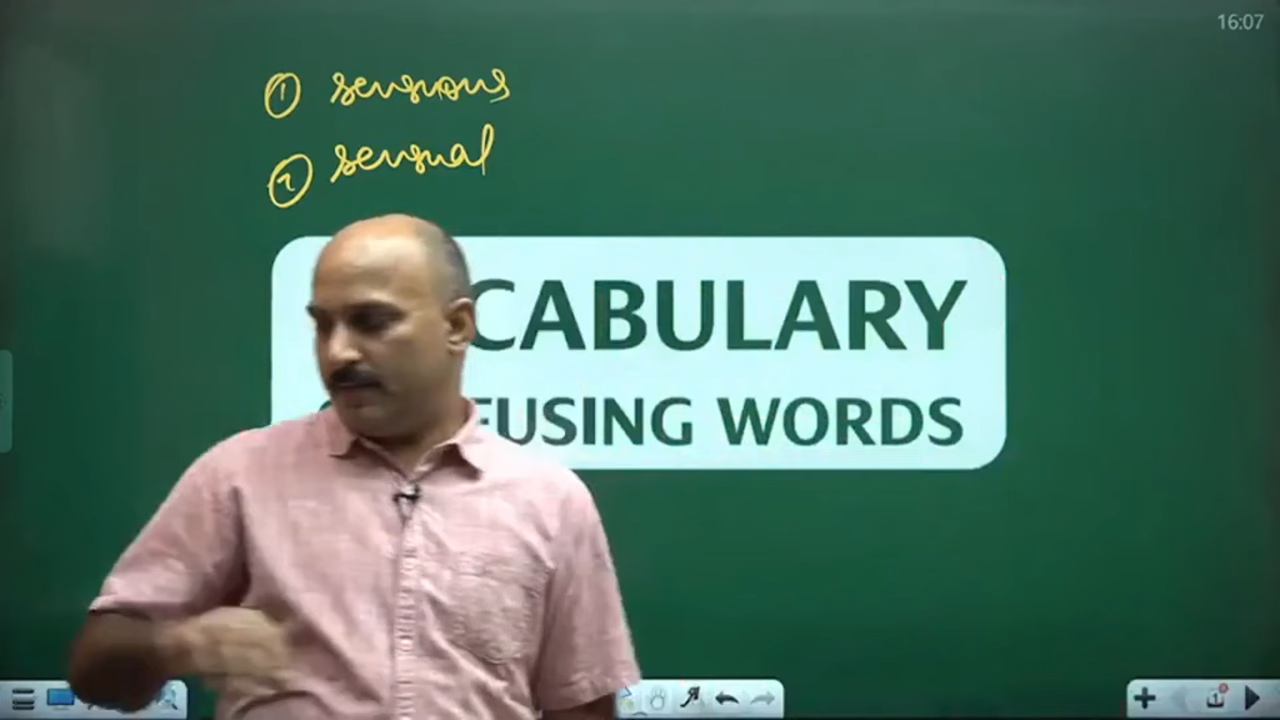 16:07
① sensuous
② sensual
CABULARY
FUSING WORDS